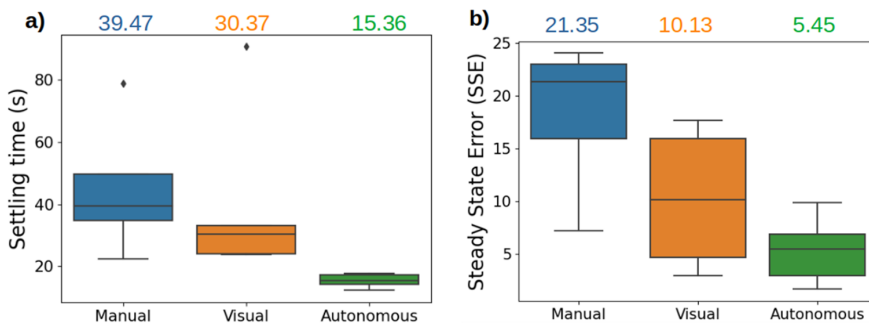 a)
39.47 30.37 15.36
Settling time (s)
80
60
40
20
Manual Visual Autonomous
b)
21.35 10.13 5.45
Steady State Error (SSE)
25
20
15
10
5
Manual Visual Autonomous